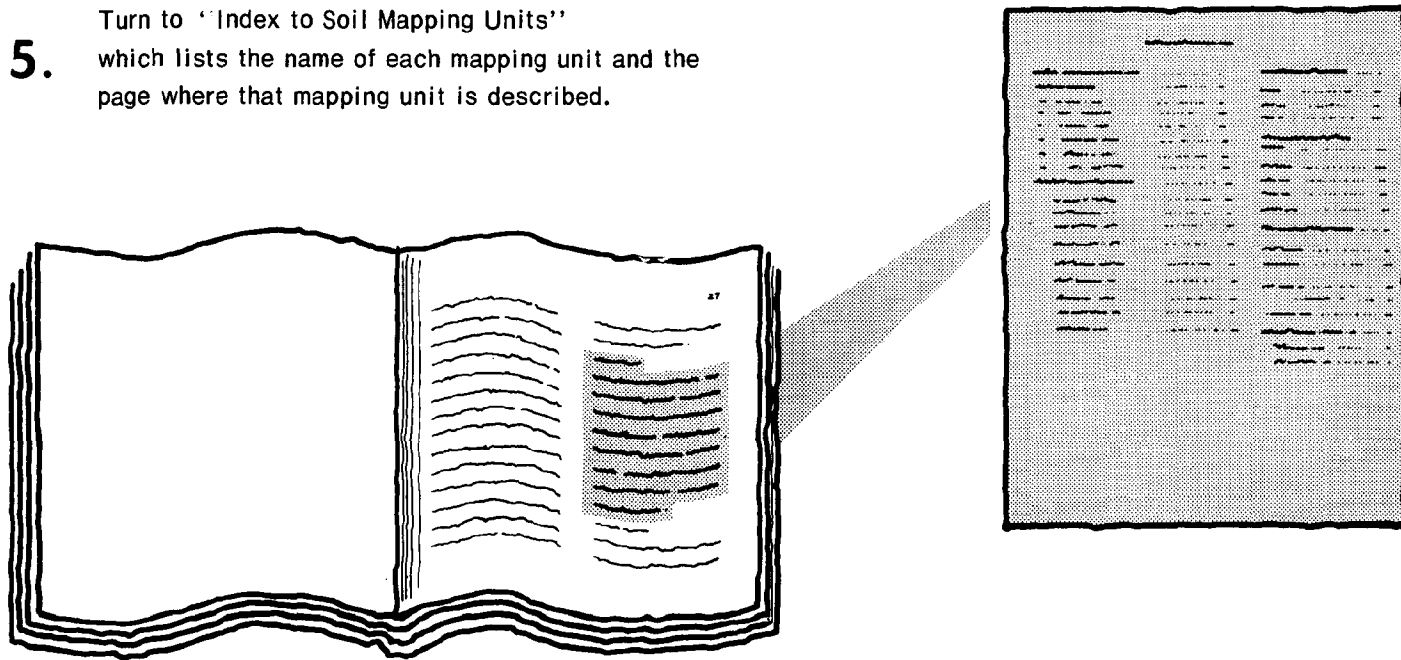 Turn to "Index to Soil Mapping Units"
5. which lists the name of each mapping unit and the
page where that mapping unit is described.
27